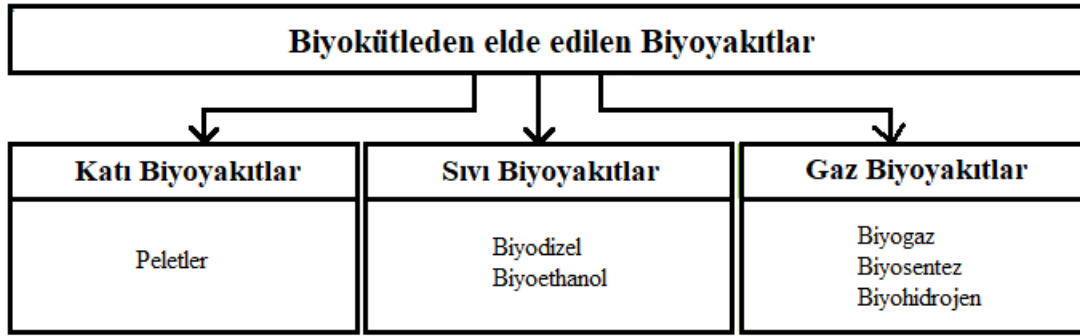 Biyokütleden elde edilen Biyoyakıtlar
Katı Biyoyakıtlar
Peletler
Sıvı Biyoyakıtlar
Biyodizel
Biyoethanol
Gaz Biyoyakıtlar
Biyogaz
Biyosentez
Biyohidrojen